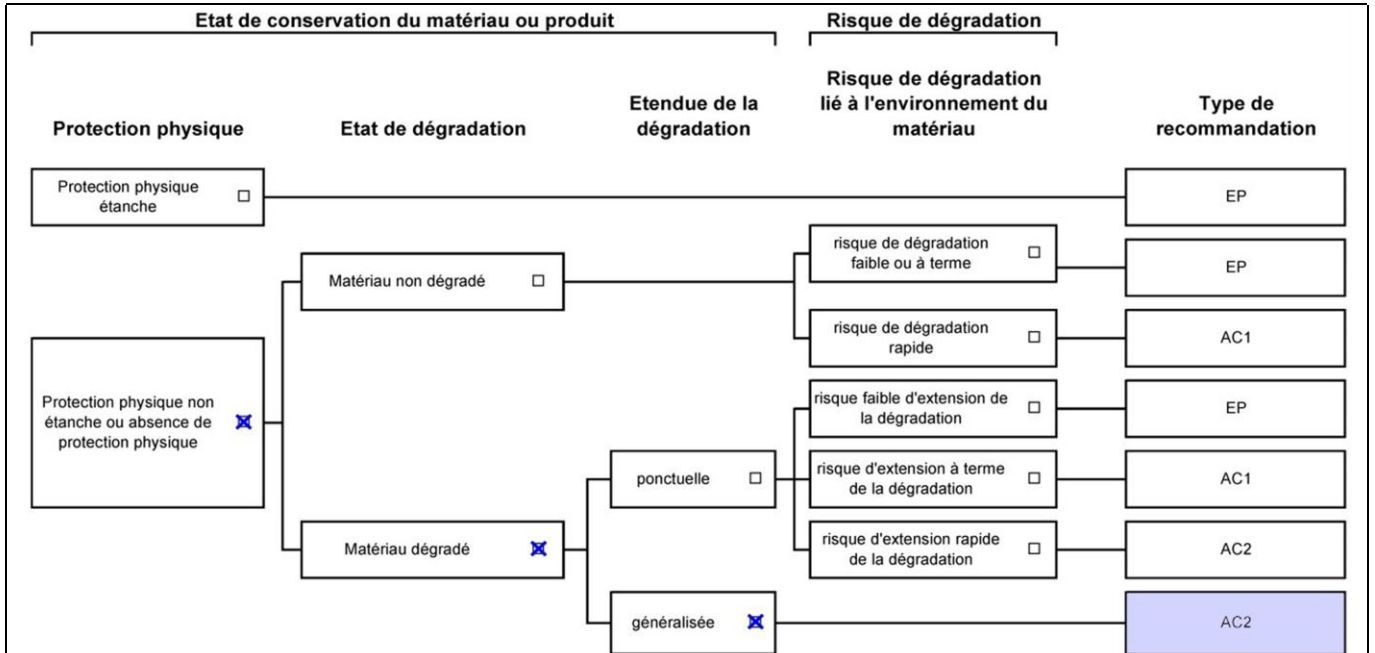 Etat de conservation du matériau ou produit
Risque de dégradation
Protection physique
Etat de dégradation
Etendue de la
dégradation
Risque de dégradation
lié à l'environnement du
matériau
Type de
recommandation
Protection physique
étanche
EP
risque de dégradation
faible ou à terme
EP
Matériau non dégradé
risque de dégradation
rapide
AC1
Protection physique non
étanche ou absence de
protection physique
risque faible d'extension de
la dégradation
EP
ponctuelle
risque d'extension à terme
de la dégradation
AC1
Matériau dégradé
risque d'extension rapide
de la dégradation
AC2
généralisée
AC2